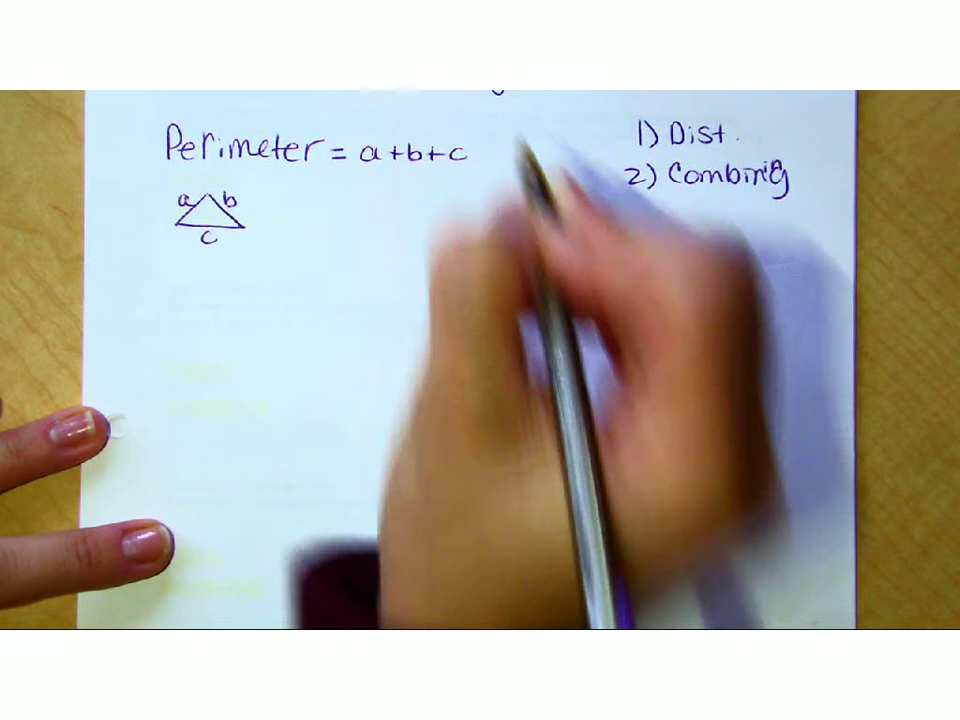 Perimeter = a+b+c
1) Dist.
2) Combining
a b
c